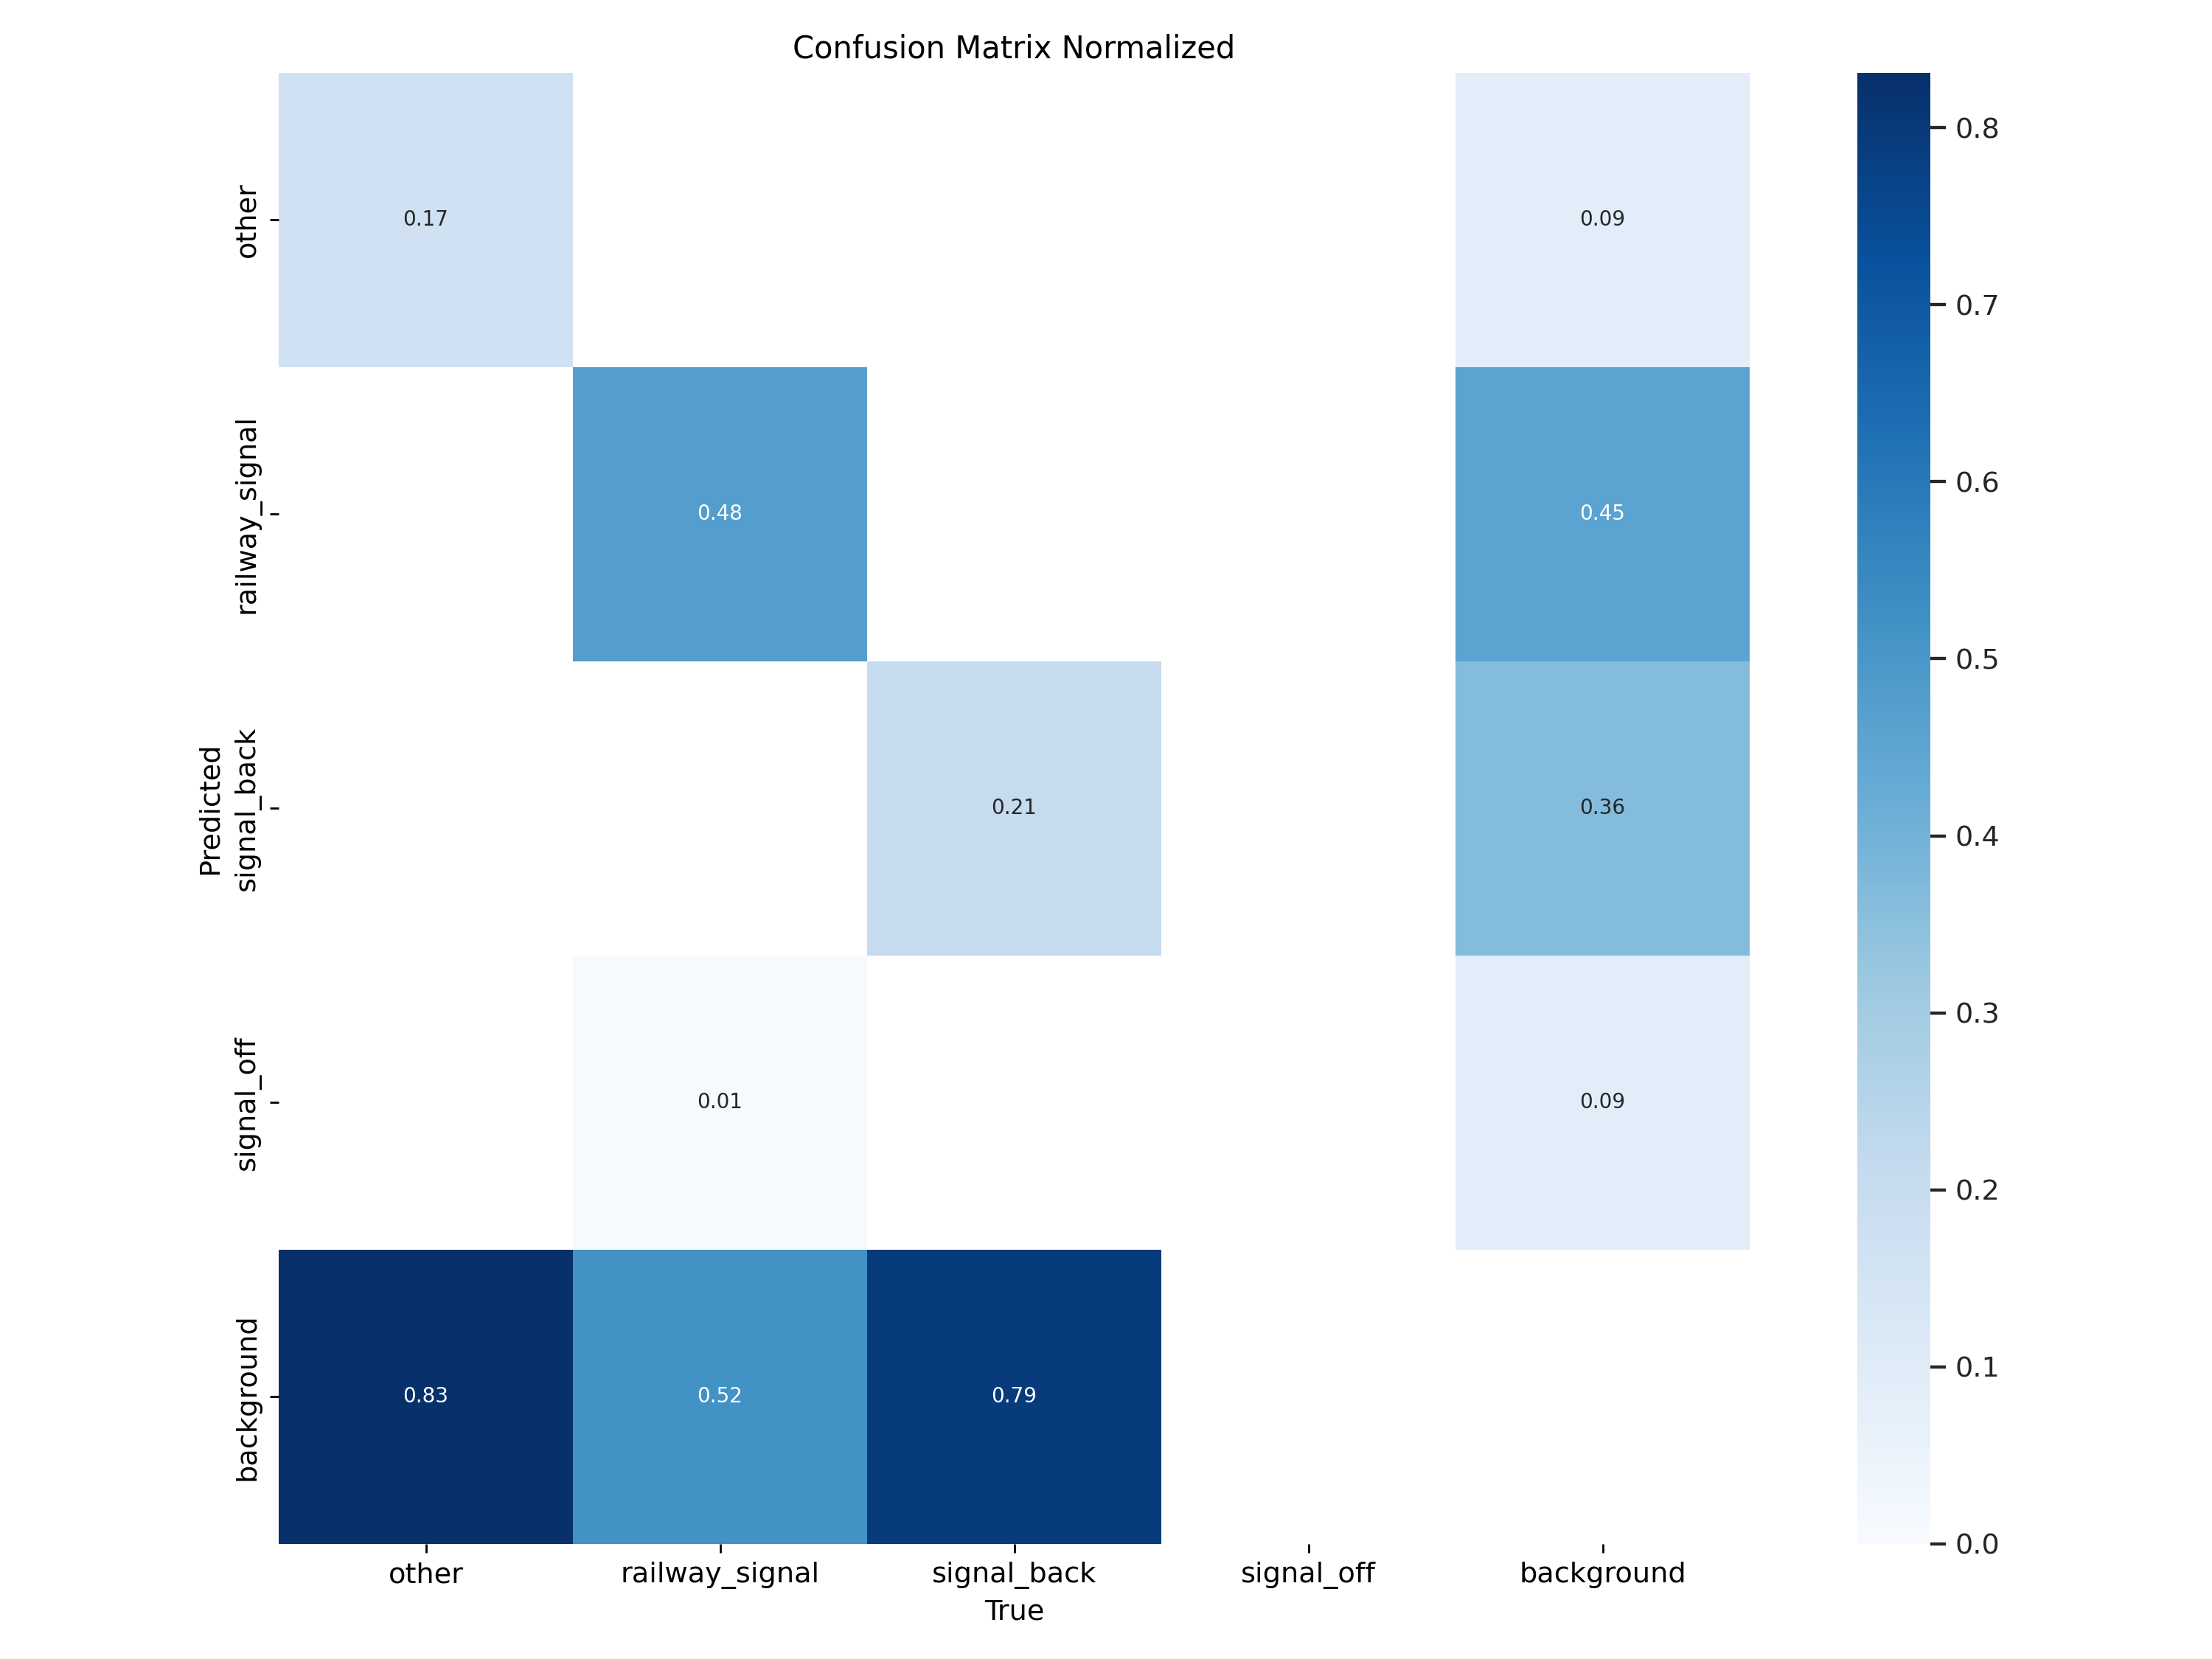 Confusion Matrix Normalized
other
0.17
0.09
0.8
0.7
railway_signal
0.48
0.45
0.6
0.5
Predicted
signal_back
0.21
0.36
0.4
0.3
signal_off
0.01
0.09
0.2
0.1
background
0.83
0.52
0.79
0.0
other
railway_signal
signal_back
signal_off
background
True